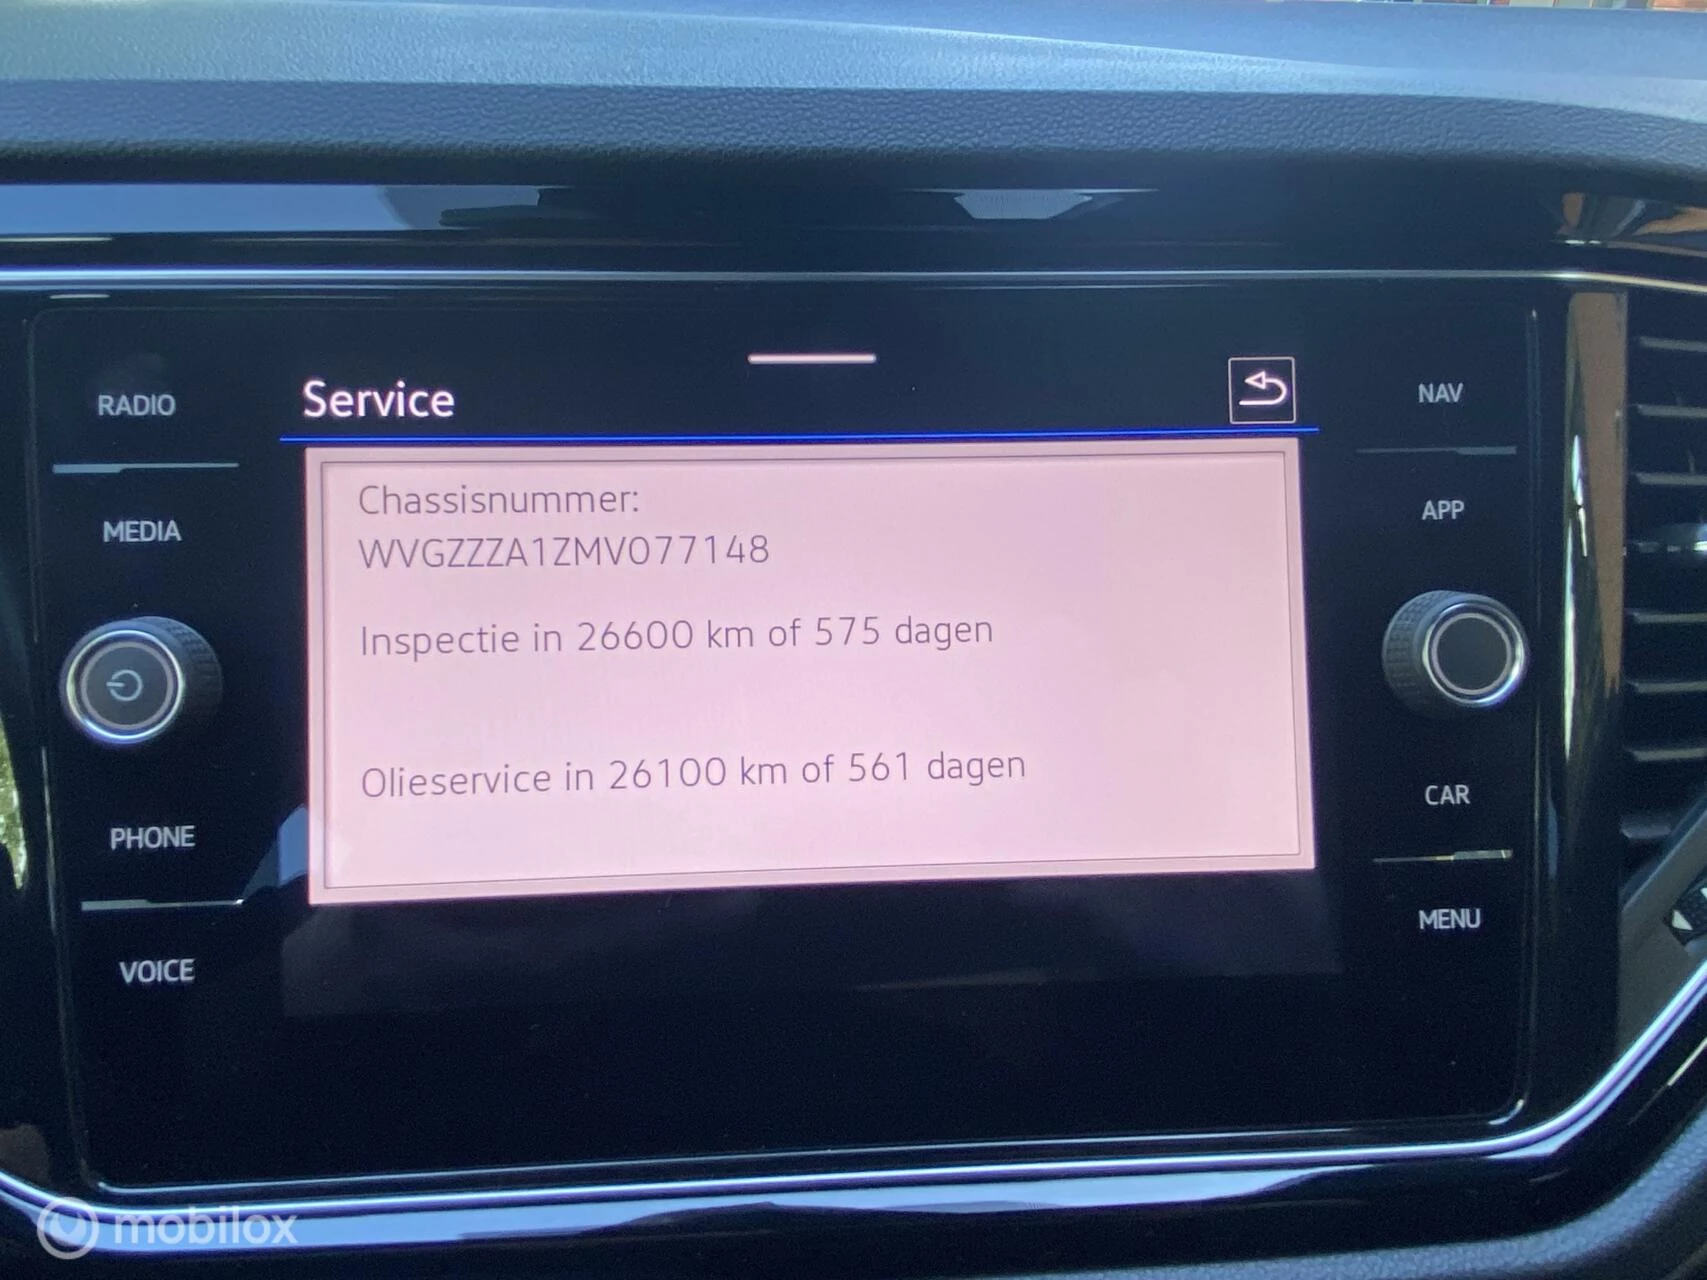 RADIO
MEDIA
PHONE
VOICE
Service
Chassisnummer:
WVGZZZA1ZMV077148
Inspectie in 26600 km of 575 dagen
Olieservice in 26100 km of 561 dagen
NAV
APP
CAR
MENU
mobilox